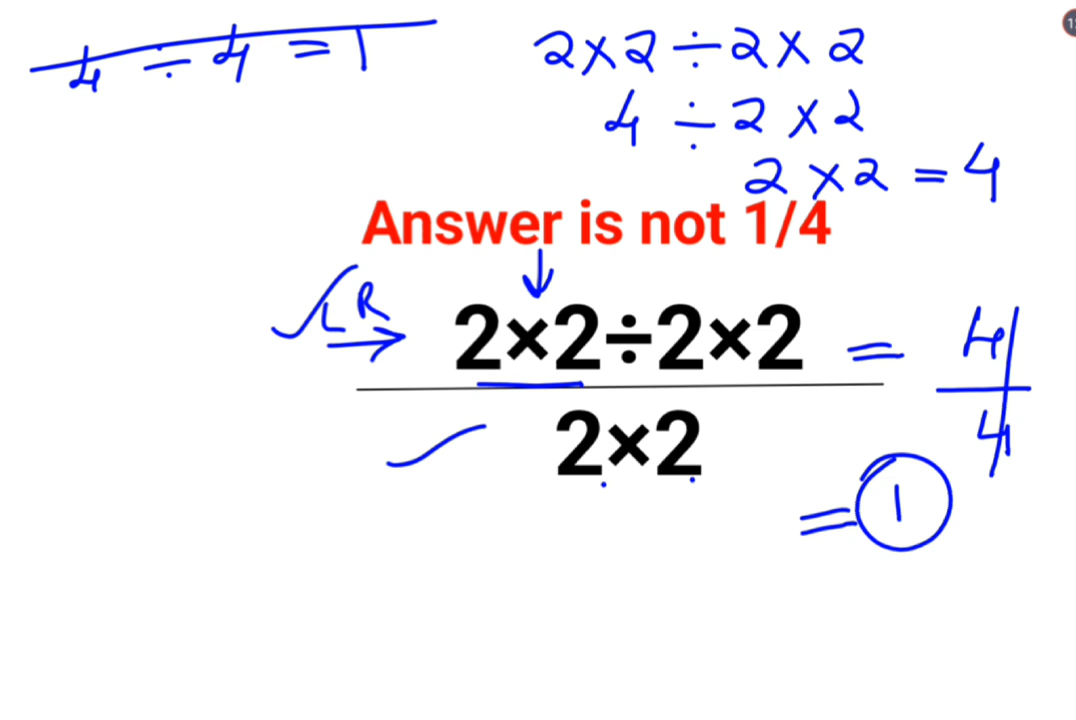 4 ÷ 4 = 1
2×2÷2×2
4 ÷ 2 × 2
2 × 2 = 4
Answer is not 1/4
LR
2×2÷2×2 = 4/4
2×2
= 1